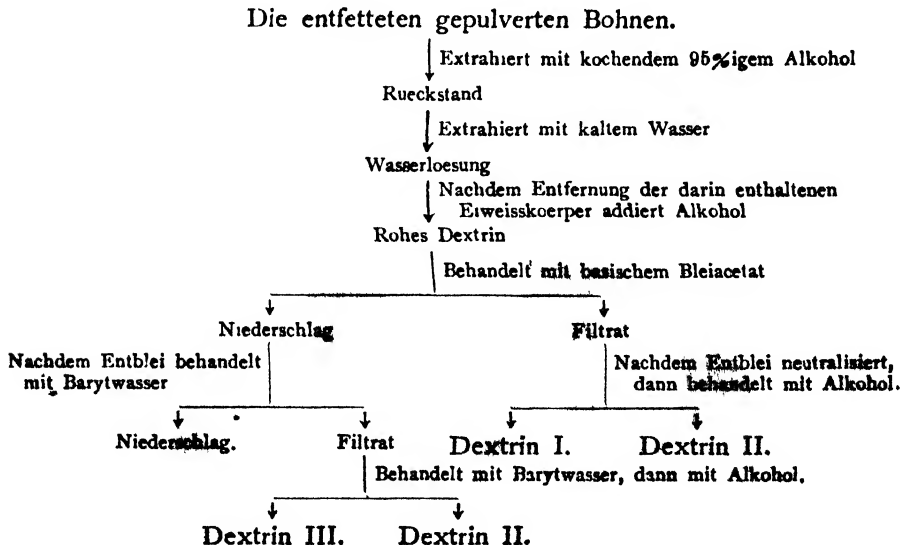 Die entfetteten gepulverten Bohnen.
Extrahiert mit kochendem 95%igem Alkohol
Rueckstand
Extrahiert mit kaltem Wasser
Wasserloesung
Nachdem Entfernung der darin enthaltenen
Eiweisskoerper addiert Alkohol
Rohes Dextrin
Behandelt mit basischem Bleiacetat
Niederschlag
Filtrat
Nachdem Entblei behandelt
mit Barytwasser
Nachdem Entblei neutralisiert,
dann behandelt mit Alkohol.
Niederschlag.
Filtrat
Dextrin I.
Dextrin II.
Behandelt mit Barytwasser, dann mit Alkohol.
Dextrin III.
Dextrin II.